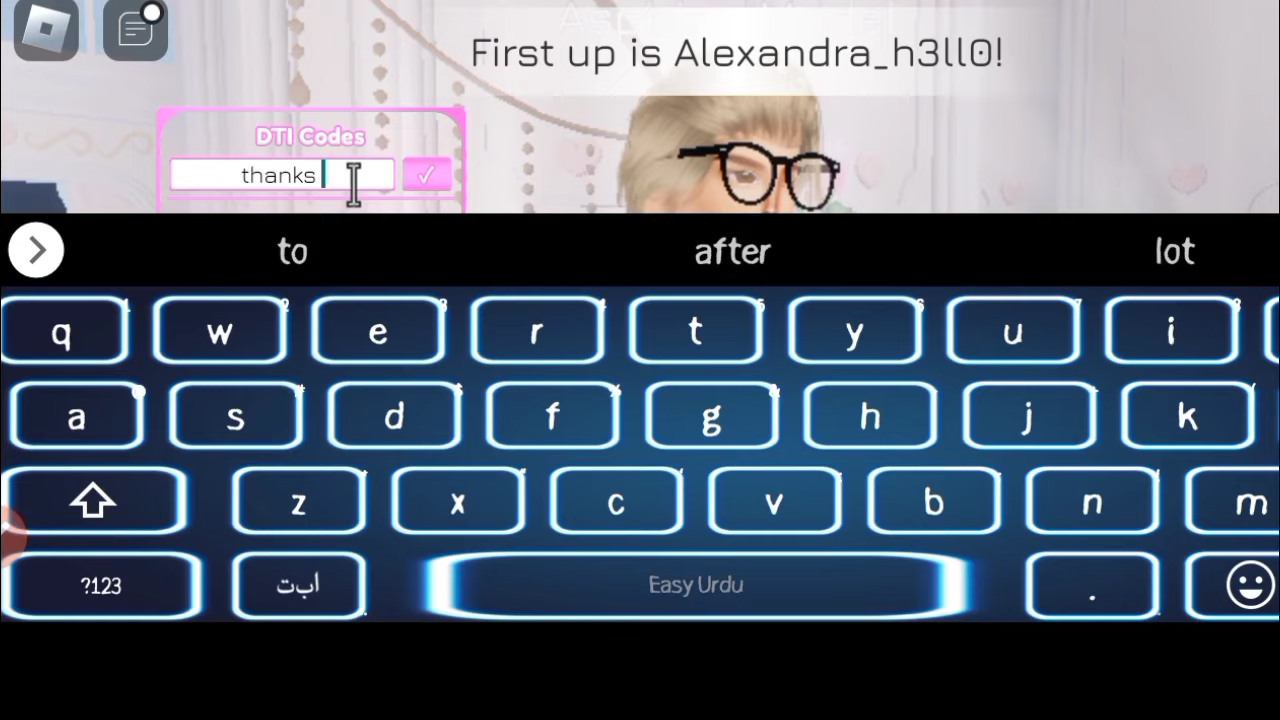 First up is Alexandra_h3ll0!
DTI Codes
thanks
to after lot
q w e r t y u i
a s d f g h j k
z x c v b n m
?123 ابت Easy Urdu .